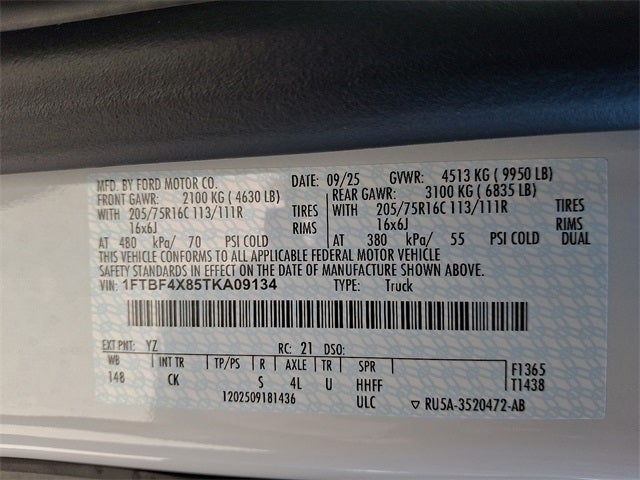 MFD. BY FORD MOTOR CO. DATE: 09/25 GVWR: 4513 KG ( 9950 LB)
FRONT GAWR: 2100 KG ( 4630 LB) REAR GAWR: 3100 KG ( 6835 LB)
WITH 205/75R16C 113/111R TIRES WITH 205/75R16C 113/111R TIRES
16x6J RIMS 16x6J RIMS
AT 480 kPa/ 70 PSI COLD AT 380 kPa/ 55 PSI COLD DUAL
THIS VEHICLE CONFORMS TO ALL APPLICABLE FEDERAL MOTOR VEHICLE
SAFETY STANDARDS IN EFFECT ON THE DATE OF MANUFACTURE SHOWN ABOVE.
VIN: 1FTBF4X85TKA09134 TYPE: Truck
EXT PNT: YZ RC: 21 DSO:
WB INT TR TP/PS R AXLE TR SPR F1365
148 CK S 4L U HHFF T1438
1202509181436 ULC ▽ RU5A-3520472-AB